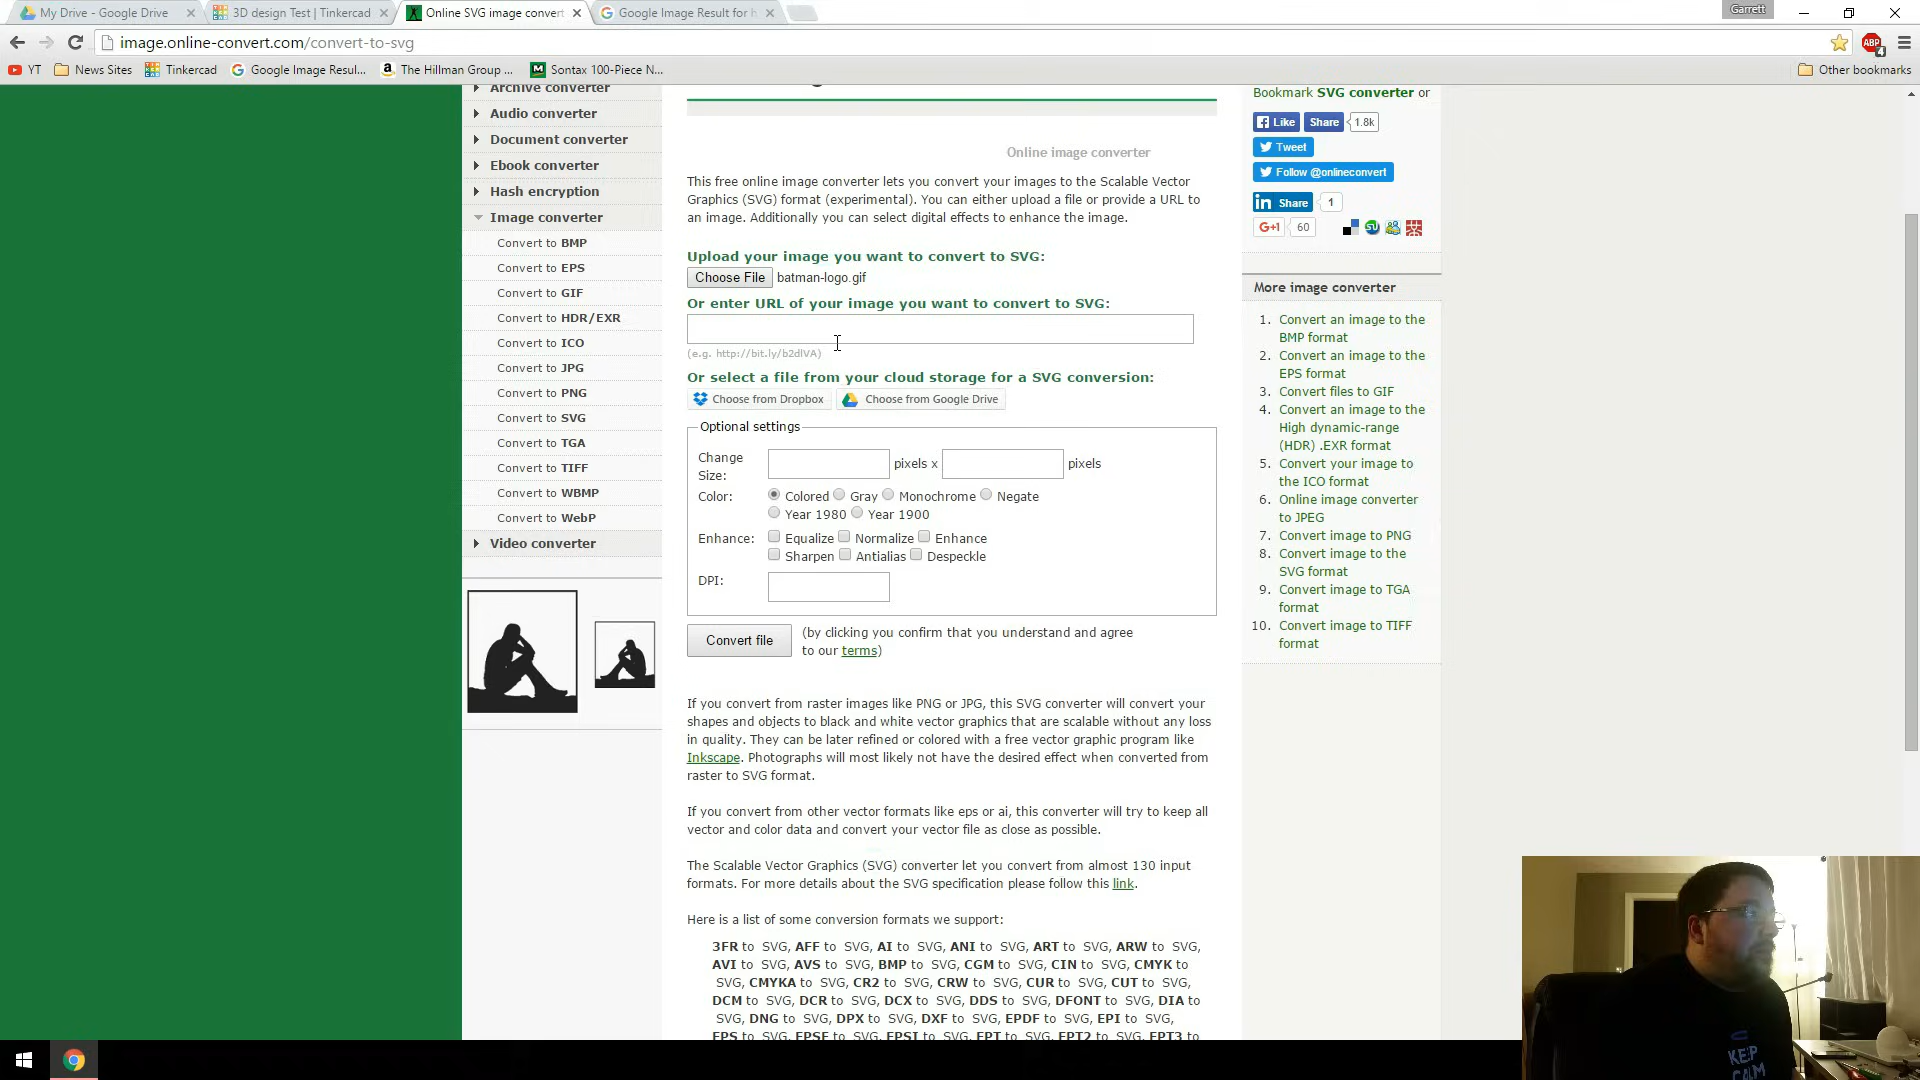 My Drive - Google Drive
3D design Test | Tinkercad
Online SVG image convert
Google Image Result for h
Garrett
image.online-convert.com/convert-to-svg
ABP
4
YT
News Sites
Tinkercad
Google Image Resul...
The Hillman Group ...
Sontax 100-Piece N...
Other bookmarks
Archive converter
Audio converter
Document converter
Ebook converter
Hash encryption
Image converter
Convert to BMP
Convert to EPS
Convert to GIF
Convert to HDR/EXR
Convert to ICO
Convert to JPG
Convert to PNG
Convert to SVG
Convert to TGA
Convert to TIFF
Convert to WBMP
Convert to WebP
Video converter
Online image converter
This free online image converter lets you convert your images to the Scalable Vector
Graphics (SVG) format (experimental). You can either upload a file or provide a URL to
an image. Additionally you can select digital effects to enhance the image.
Upload your image you want to convert to SVG:
Choose File batman-logo.gif
Or enter URL of your image you want to convert to SVG:
(e.g. http://bit.ly/b2dlVA)
Or select a file from your cloud storage for a SVG conversion:
Choose from Dropbox
Choose from Google Drive
Optional settings
Change
Size:
pixels x
pixels
Color:
Colored Gray Monochrome Negate
Year 1980 Year 1900
Enhance:
Equalize Normalize Enhance
Sharpen Antialias Despeckle
DPI:
Convert file
(by clicking you confirm that you understand and agree
to our terms)
If you convert from raster images like PNG or JPG, this SVG converter will convert your
shapes and objects to black and white vector graphics that are scalable without any loss
in quality. They can be later refined or colored with a free vector graphic program like
Inkscape. Photographs will most likely not have the desired effect when converted from
raster to SVG format.
If you convert from other vector formats like eps or ai, this converter will try to keep all
vector and color data and convert your vector file as close as possible.
The Scalable Vector Graphics (SVG) converter let you convert from almost 130 input
formats. For more details about the SVG specification please follow this link.
Here is a list of some conversion formats we support:
3FR to SVG, AFF to SVG, AI to SVG, ANI to SVG, ART to SVG, ARW to SVG,
AVI to SVG, AVS to SVG, BMP to SVG, CGM to SVG, CIN to SVG, CMYK to
SVG, CMYKA to SVG, CR2 to SVG, CRW to SVG, CUR to SVG, CUT to SVG,
DCM to SVG, DCR to SVG, DCX to SVG, DDS to SVG, DFONT to SVG, DIA to
SVG, DNG to SVG, DPX to SVG, DXF to SVG, EPDF to SVG, EPI to SVG,
EPS to SVG, EPSF to SVG, EPSI to SVG, EPT to SVG, EPT2 to SVG, EPT3 to
Bookmark SVG converter or
Like
Share
1.8k
Tweet
Follow @onlineconvert
in Share
1
G+1
60
More image converter
1. Convert an image to the
BMP format
2. Convert an image to the
EPS format
3. Convert files to GIF
4. Convert an image to the
High dynamic-range
(HDR) .EXR format
5. Convert your image to
the ICO format
6. Online image converter
to JPEG
7. Convert image to PNG
8. Convert image to the
SVG format
9. Convert image to TGA
format
10. Convert image to TIFF
format
KEEP
CALM